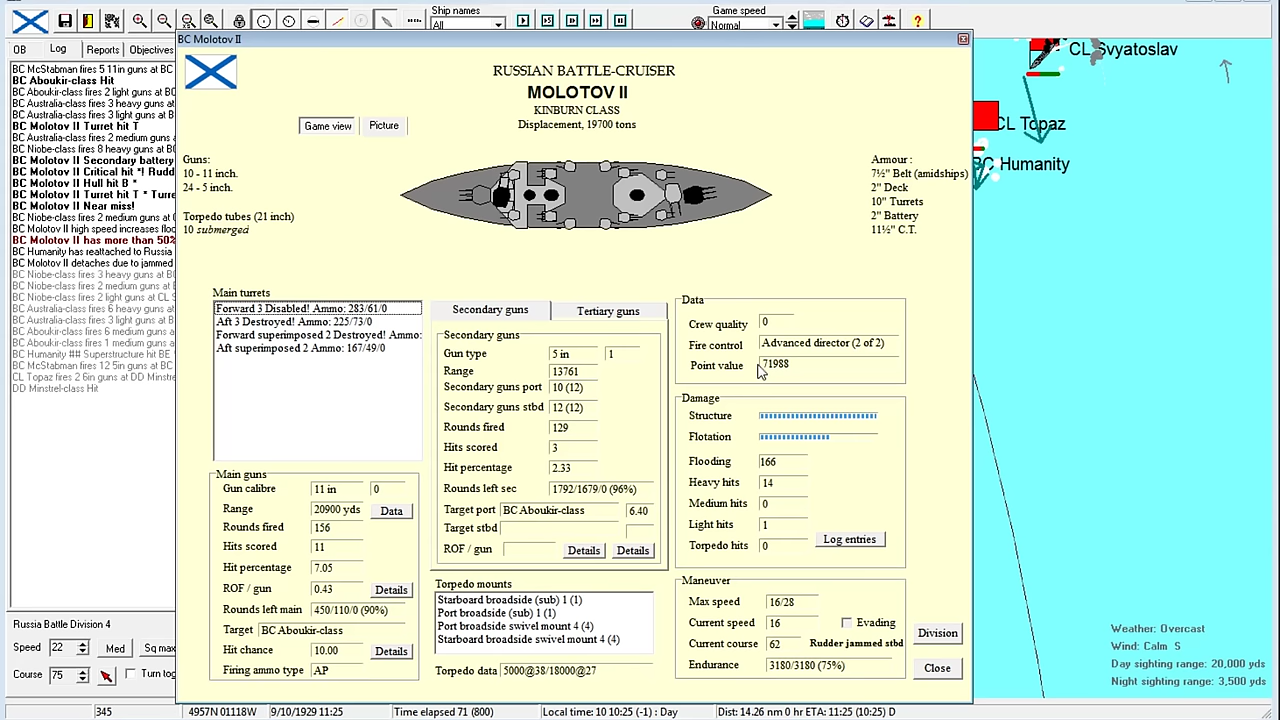 Ship names
All
Game speed
Normal
?
OB
Log
Reports
Objectives
BC McStabman fires 5 11in guns at BC
BC Aboukir-class Hit
BC Aboukir-class fires 2 light guns at BC
BC Australia-class fires 3 heavy guns at
BC Australia-class fires 3 light guns at
BC Molotov II Turret hit T
BC Australia-class fires 2 medium guns at
BC Niobe-class fires 8 heavy guns at BC
BC Molotov II Secondary battery
BC Molotov II Critical hit *! Rudd
BC Molotov II Hull hit B *
BC Molotov II Turret hit T * Turre
BC Molotov II Near miss!
BC Niobe-class fires 2 medium guns at
BC Molotov II high speed increases floo
BC Molotov II has more than 50%
BC Humanity has reattached to Russia
BC Molotov II detaches due to jammed
BC Niobe-class fires 3 heavy guns at BC
BC Niobe-class fires 2 medium guns at
BC Niobe-class fires 2 light guns at CL S
BC Australia-class fires 6 heavy guns at
BC Australia-class fires 3 light guns at
BC Aboukir-class fires 6 medium guns at
BC Aboukir-class fires 1 medium guns at
BC Humanity ## Superstructure hit BE *
BC McStabman fires 12 5in guns at BC
CL Topaz fires 2 6in guns at DD Minstrel
DD Minstrel-class Hit
Russia Battle Division 4
Speed 22 Med Sq max
Course 75 Turn tog
BC Molotov II
RUSSIAN BATTLE-CRUISER
MOLOTOV II
KINBURN CLASS
Displacement, 19700 tons
Game view
Picture
Guns:
10 - 11 inch.
24 - 5 inch.
Torpedo tubes (21 inch)
10 submerged
Armour :
7½" Belt (amidships)
2" Deck
10" Turrets
2" Battery
11½" C.T.
Main turrets
Forward 3 Disabled! Ammo: 283/61/0
Aft 3 Destroyed! Ammo: 225/73/0
Forward superimposed 2 Destroyed! Ammo:
Aft superimposed 2 Ammo: 167/49/0
Main guns
Gun calibre 11 in 0
Range 20900 yds Data
Rounds fired 156
Hits scored 11
Hit percentage 7.05
ROF / gun 0.43 Details
Rounds left main 450/110/0 (90%)
Target BC Aboukir-class
Hit chance 10.00 Details
Firing ammo type AP
Secondary guns
Tertiary guns
Secondary guns
Gun type 5 in 1
Range 13761
Secondary guns port 10 (12)
Secondary guns stbd 12 (12)
Rounds fired 129
Hits scored 3
Hit percentage 2.33
Rounds left sec 1792/1679/0 (96%)
Target port BC Aboukir-class 6.40
Target stbd
ROF / gun Details Details
Torpedo mounts
Starboard broadside (sub) 1 (1)
Port broadside (sub) 1 (1)
Port broadside swivel mount 4 (4)
Starboard broadside swivel mount 4 (4)
Torpedo data 5000@38/18000@27
Data
Crew quality 0
Fire control Advanced director (2 of 2)
Point value 71988
Damage
Structure
Flotation
Flooding 166
Heavy hits 14
Medium hits 0
Light hits 1
Torpedo hits 0
Log entries
Maneuver
Max speed 16/28
Current speed 16 Evading
Current course 62 Rudder jammed stbd
Endurance 3180/3180 (75%)
Division
Close
CL Svyatoslav
CL Topaz
BC Humanity
Weather: Overcast
Wind: Calm S
Day sighting range: 20,000 yds
Night sighting range: 3,500 yds
345
4957N 01118W
9/10/1929 11:25
Time elapsed 71 (800)
Local time: 10 10:25 (-1) : Day
Dist: 14.26 nm 0 hr ETA: 11:25 (10:25) D